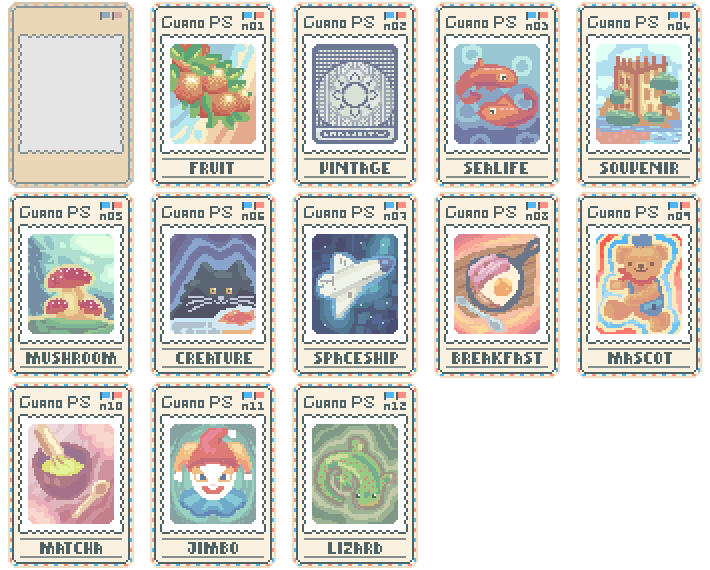 Guano PS n01
FRUIT
Guano PS n02
VINTAGE
Guano PS n03
SEALIFE
Guano PS n04
SOUVENIR
Guano PS n05
MUSHROOM
Guano PS n06
CREATURE
Guano PS n07
SPACESHIP
Guano PS n08
BREAKFAST
Guano PS n09
MASCOT
Guano PS n10
MATCHA
Guano PS n11
JIMBO
Guano PS n12
LIZARD